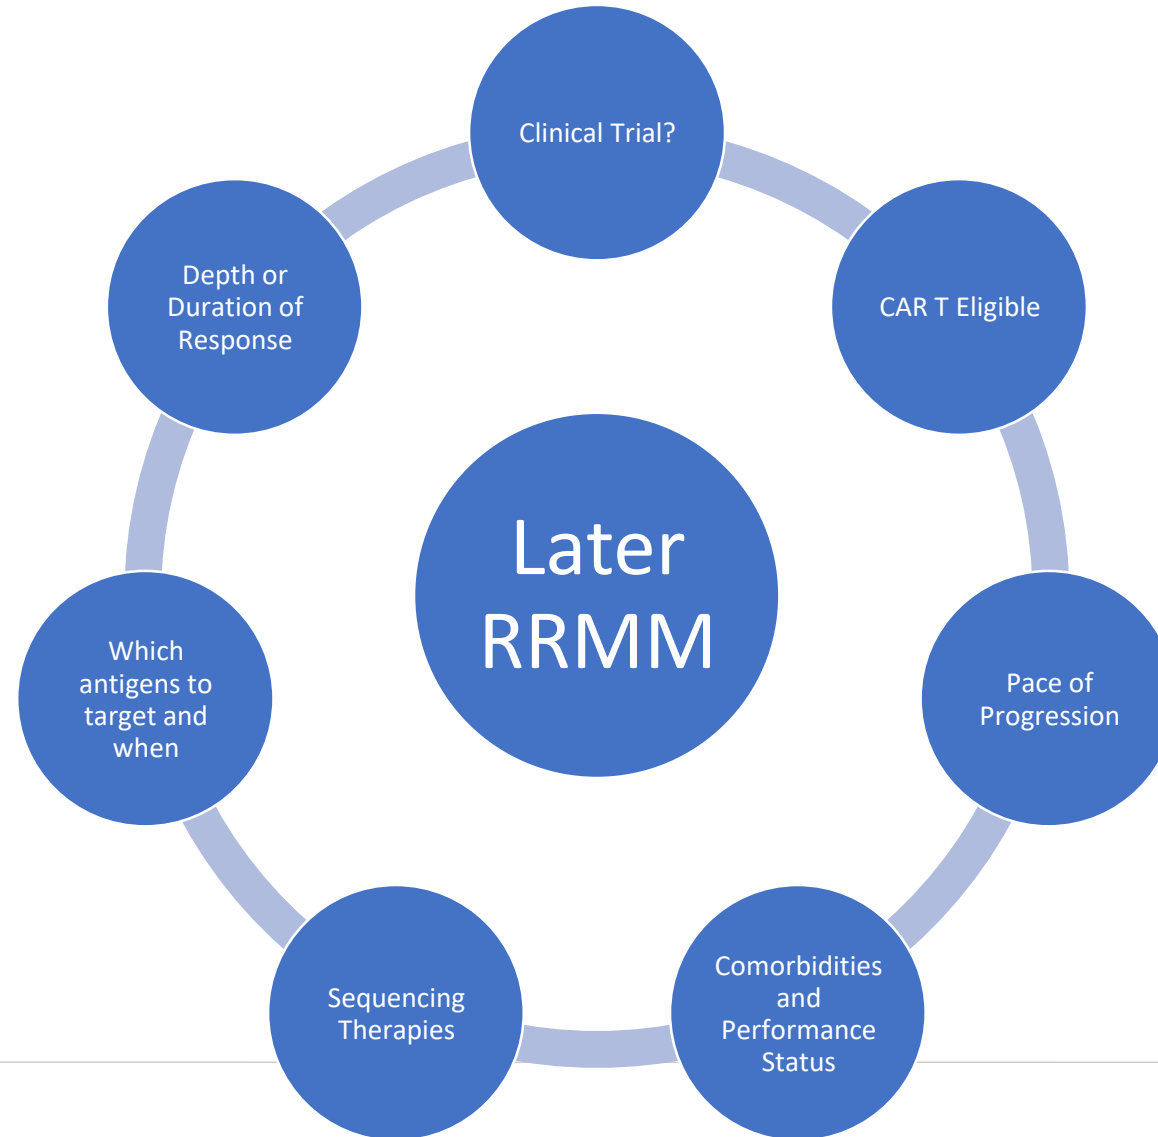 Clinical Trial?
CAR T Eligible
Pace of
Progression
Comorbidities
and
Performance
Status
Sequencing
Therapies
Which
antigens to
target and
when
Depth or
Duration of
Response
Later
RRMM